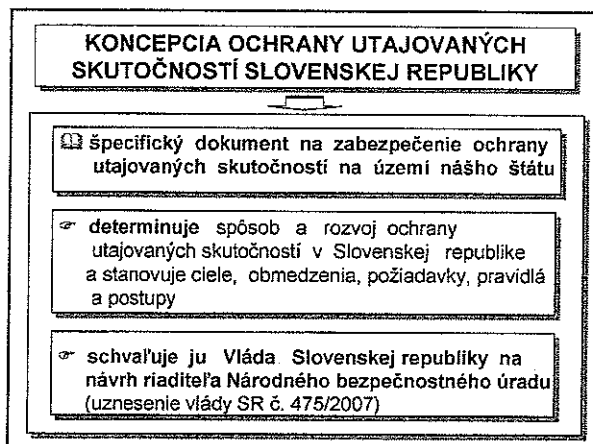 KONCEPCIA OCHRANY UTAJOVANÝCH
SKUTOČNOSTÍ SLOVENSKEJ REPUBLIKY
špecifický dokument na zabezpečenie ochrany
utajovaných skutočností na území nášho štátu
determinuje spôsob a rozvoj ochrany
utajovaných skutočností v Slovenskej republike
a stanovuje ciele, obmedzenia, požiadavky, pravidlá
a postupy
schvaľuje ju Vláda Slovenskej republiky na
návrh riaditeľa Národného bezpečnostného úradu
(uznesenie vlády SR č. 475/2007)